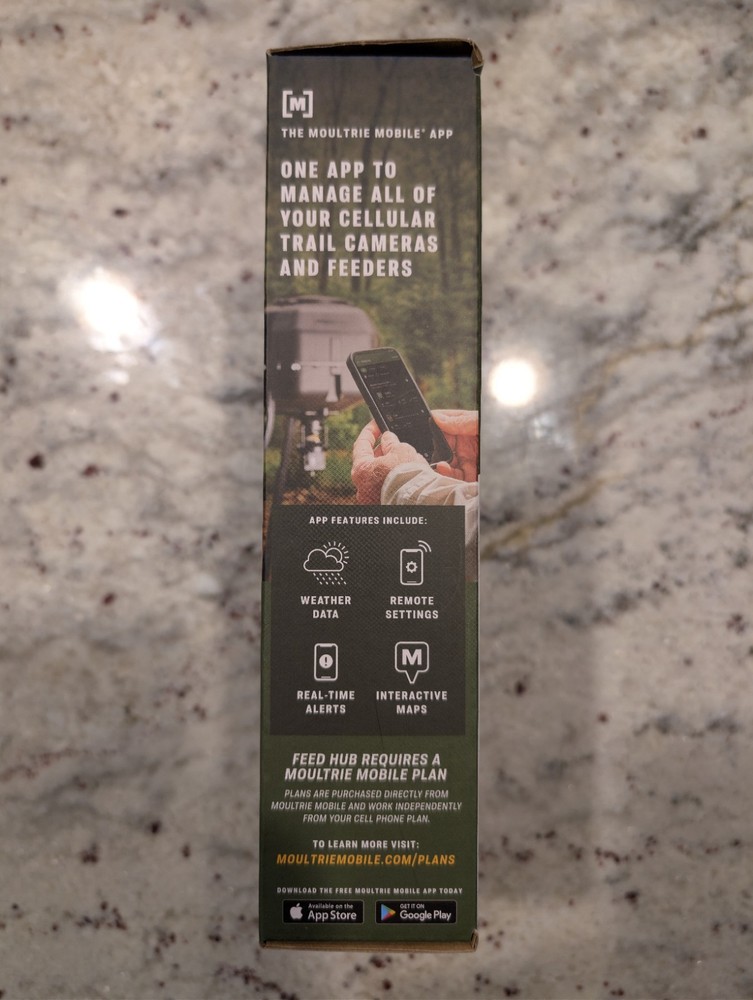 [M]
THE MOULTRIE MOBILE® APP
ONE APP TO
MANAGE ALL OF
YOUR CELLULAR
TRAIL CAMERAS
AND FEEDERS
APP FEATURES INCLUDE:
WEATHER
DATA
REMOTE
SETTINGS
M
REAL-TIME
ALERTS
INTERACTIVE
MAPS
FEED HUB REQUIRES A
MOULTRIE MOBILE PLAN
PLANS ARE PURCHASED DIRECTLY FROM
MOULTRIE MOBILE AND WORK INDEPENDENTLY
FROM YOUR CELL PHONE PLAN.
TO LEARN MORE VISIT:
MOULTRIEMOBILE.COM/PLANS
DOWNLOAD THE FREE MOULTRIE MOBILE APP TODAY
Available on the
App Store
GET IT ON
Google Play